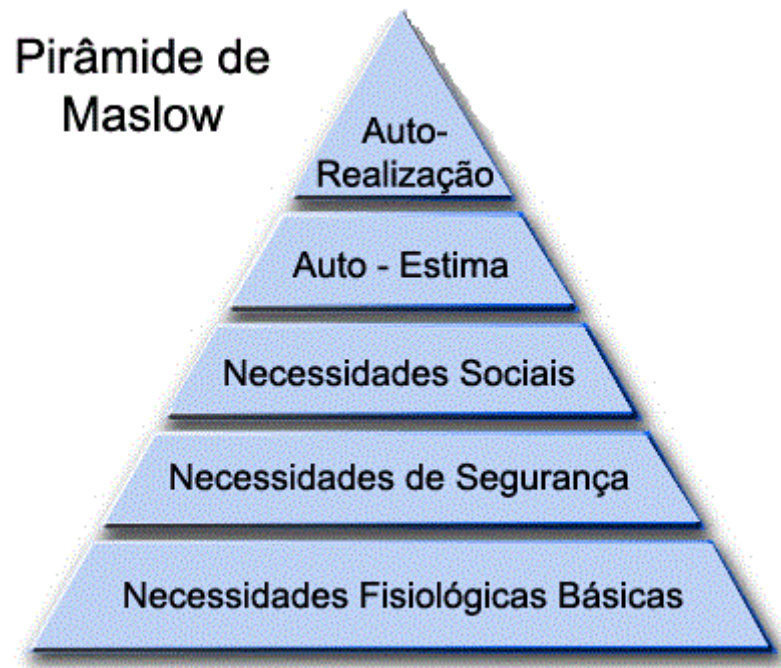 Pirâmide de
Maslow
Auto-
Realização
Auto - Estima
Necessidades Sociais
Necessidades de Segurança
Necessidades Fisiológicas Básicas